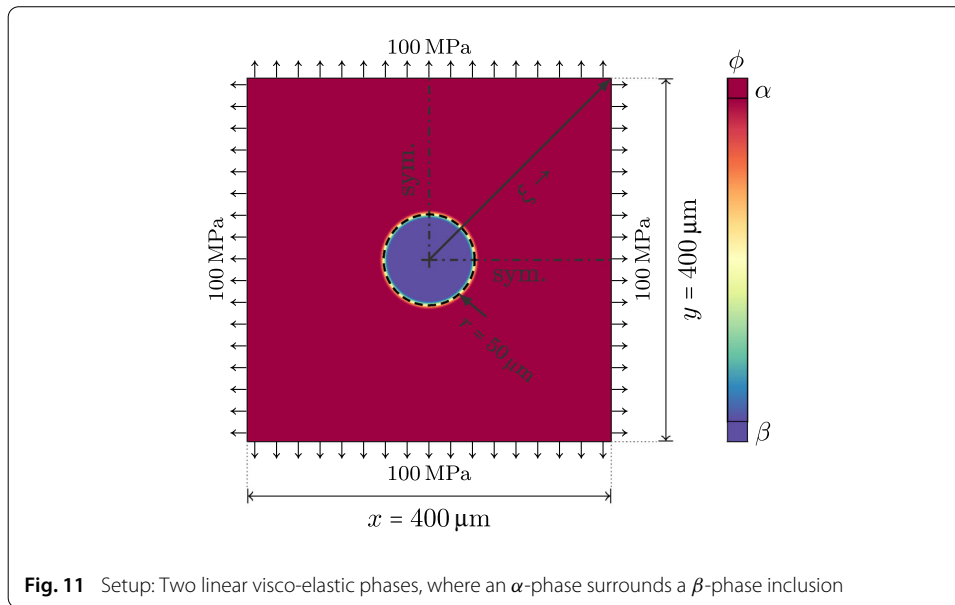 100 MPa
ϕ
α
sym.
ξ
100 MPa
sym.
100 MPa
y = 400 µm
r = 50 µm
β
100 MPa
x = 400 µm
Fig. 11 Setup: Two linear visco-elastic phases, where an α-phase surrounds a β-phase inclusion